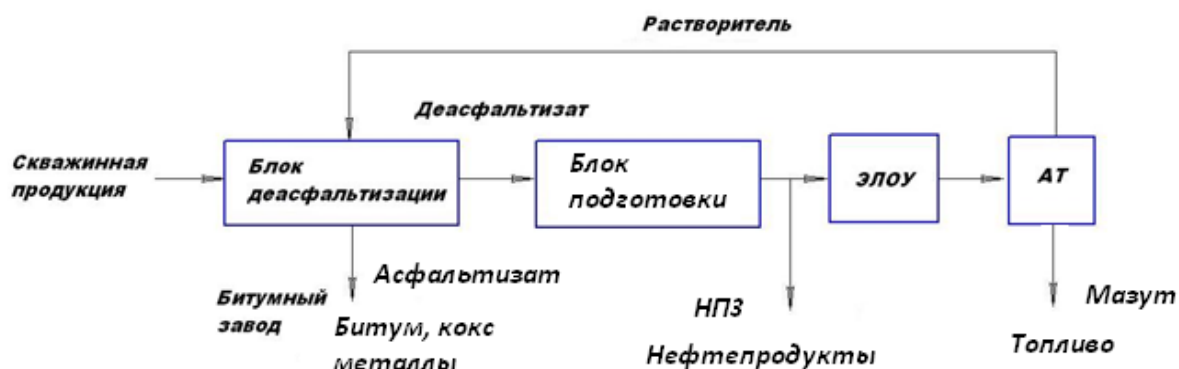 Растворитель
Деасфальтизат
Скважинная
продукция
Блок
деасфальтизации
Блок
подготовки
ЭЛОУ
АТ
Асфальтизат
Битумный
завод
Битум, кокс
металлы
НПЗ
Нефтепродукты
Мазут
Топливо